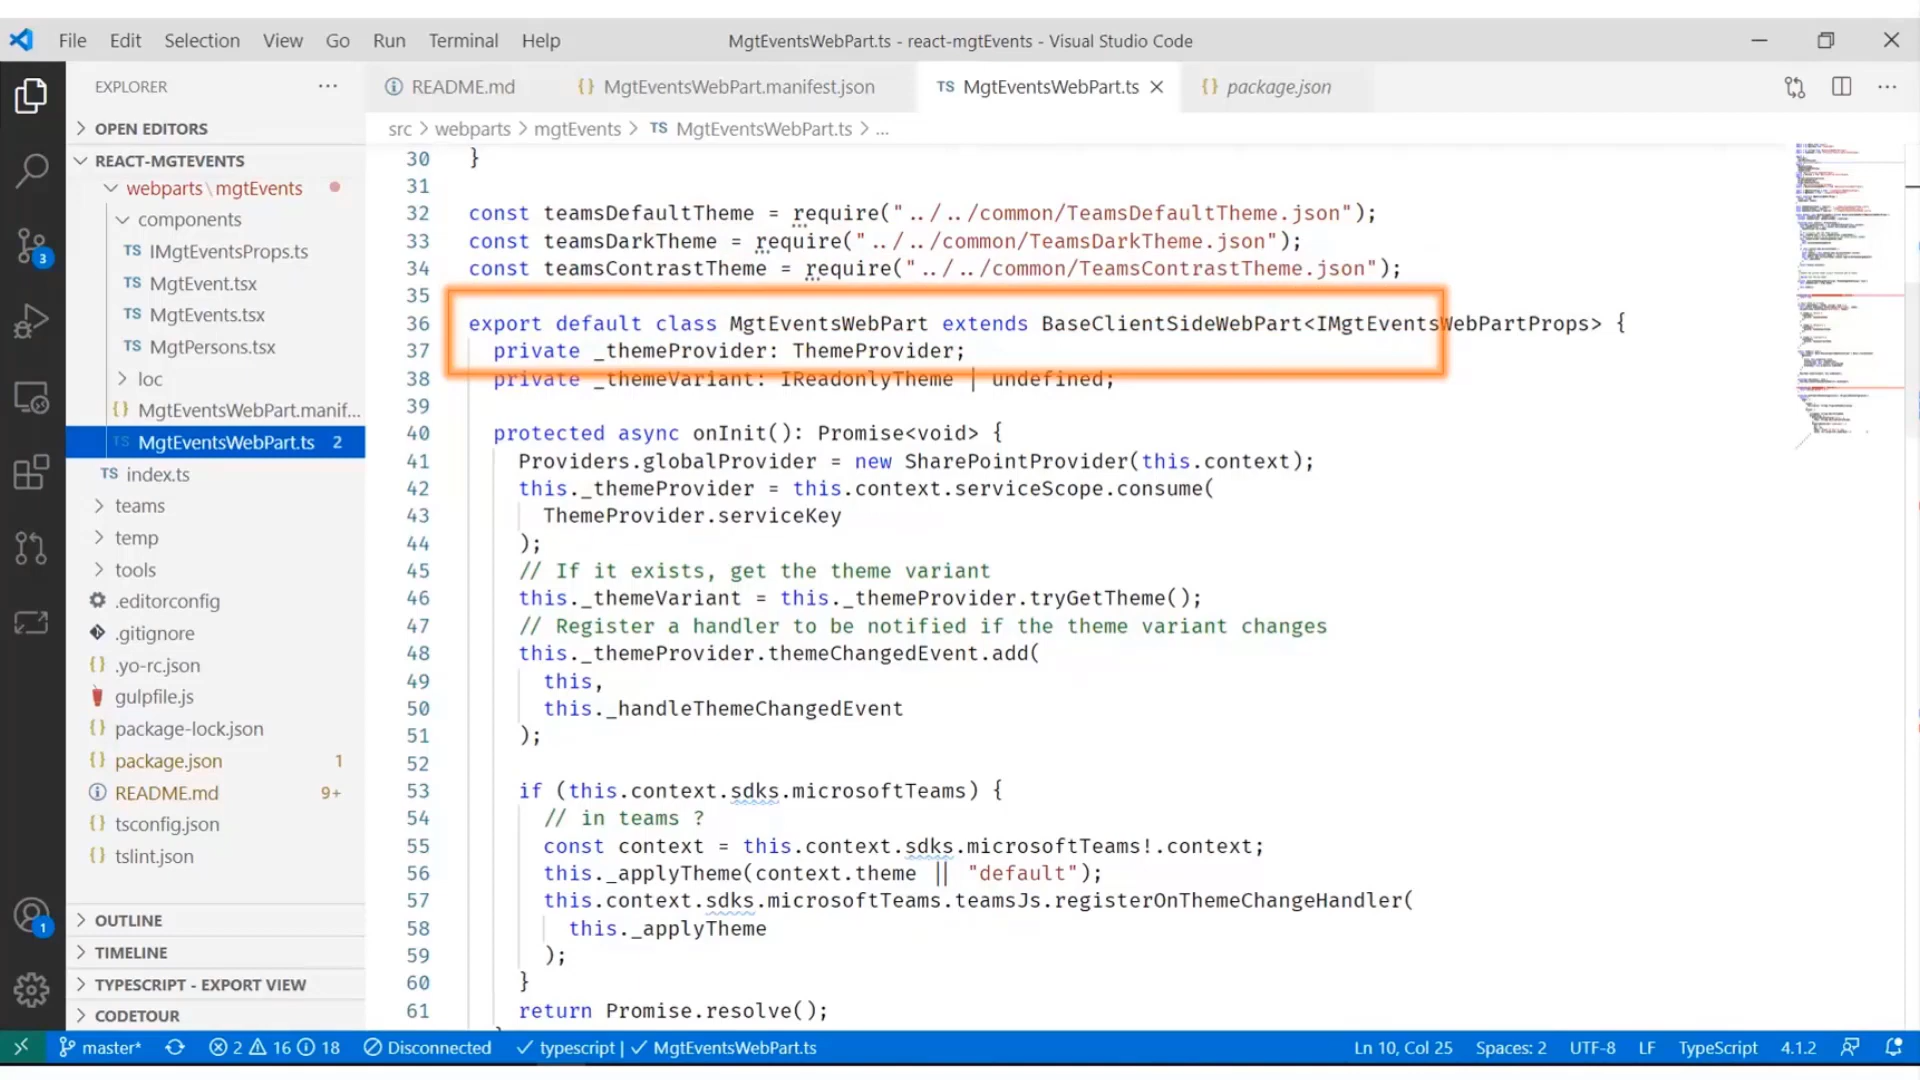 File Edit Selection View Go Run Terminal Help
MgtEventsWebPart.ts - react-mgtEvents - Visual Studio Code
EXPLORER
OPEN EDITORS
REACT-MGTEVENTS
webparts\mgtEvents
components
TS IMgtEventsProps.ts
TS MgtEvent.tsx
TS MgtEvents.tsx
TS MgtPersons.tsx
loc
{} MgtEventsWebPart.manif...
TS MgtEventsWebPart.ts 2
TS index.ts
teams
temp
tools
.editorconfig
.gitignore
{} .yo-rc.json
gulpfile.js
{} package-lock.json
{} package.json 1
README.md 9+
{} tsconfig.json
{} tslint.json
OUTLINE
TIMELINE
TYPESCRIPT - EXPORT VIEW
CODETOUR
3
1
README.md
{} MgtEventsWebPart.manifest.json
TS MgtEventsWebPart.ts
{} package.json
src > webparts > mgtEvents > TS MgtEventsWebPart.ts > ...
30 }
31
32 const teamsDefaultTheme = require("../../common/TeamsDefaultTheme.json");
33 const teamsDarkTheme = require("../../common/TeamsDarkTheme.json");
34 const teamsContrastTheme = require("../../common/TeamsContrastTheme.json");
35
36 export default class MgtEventsWebPart extends BaseClientSideWebPart<IMgtEventsWebPartProps> {
37 private _themeProvider: ThemeProvider;
38 private _themeVariant: IReadonlyTheme | undefined;
39
40 protected async onInit(): Promise<void> {
41 Providers.globalProvider = new SharePointProvider(this.context);
42 this._themeProvider = this.context.serviceScope.consume(
43 ThemeProvider.serviceKey
44 );
45 // If it exists, get the theme variant
46 this._themeVariant = this._themeProvider.tryGetTheme();
47 // Register a handler to be notified if the theme variant changes
48 this._themeProvider.themeChangedEvent.add(
49 this,
50 this._handleThemeChangedEvent
51 );
52
53 if (this.context.sdks.microsoftTeams) {
54 // in teams ?
55 const context = this.context.sdks.microsoftTeams!.context;
56 this._applyTheme(context.theme || "default");
57 this.context.sdks.microsoftTeams.teamsJs.registerOnThemeChangeHandler(
58 this._applyTheme
59 );
60 }
61 return Promise.resolve();
master* 2 16 18 Disconnected typescript | MgtEventsWebPart.ts
Ln 10, Col 25 Spaces: 2 UTF-8 LF TypeScript 4.1.2